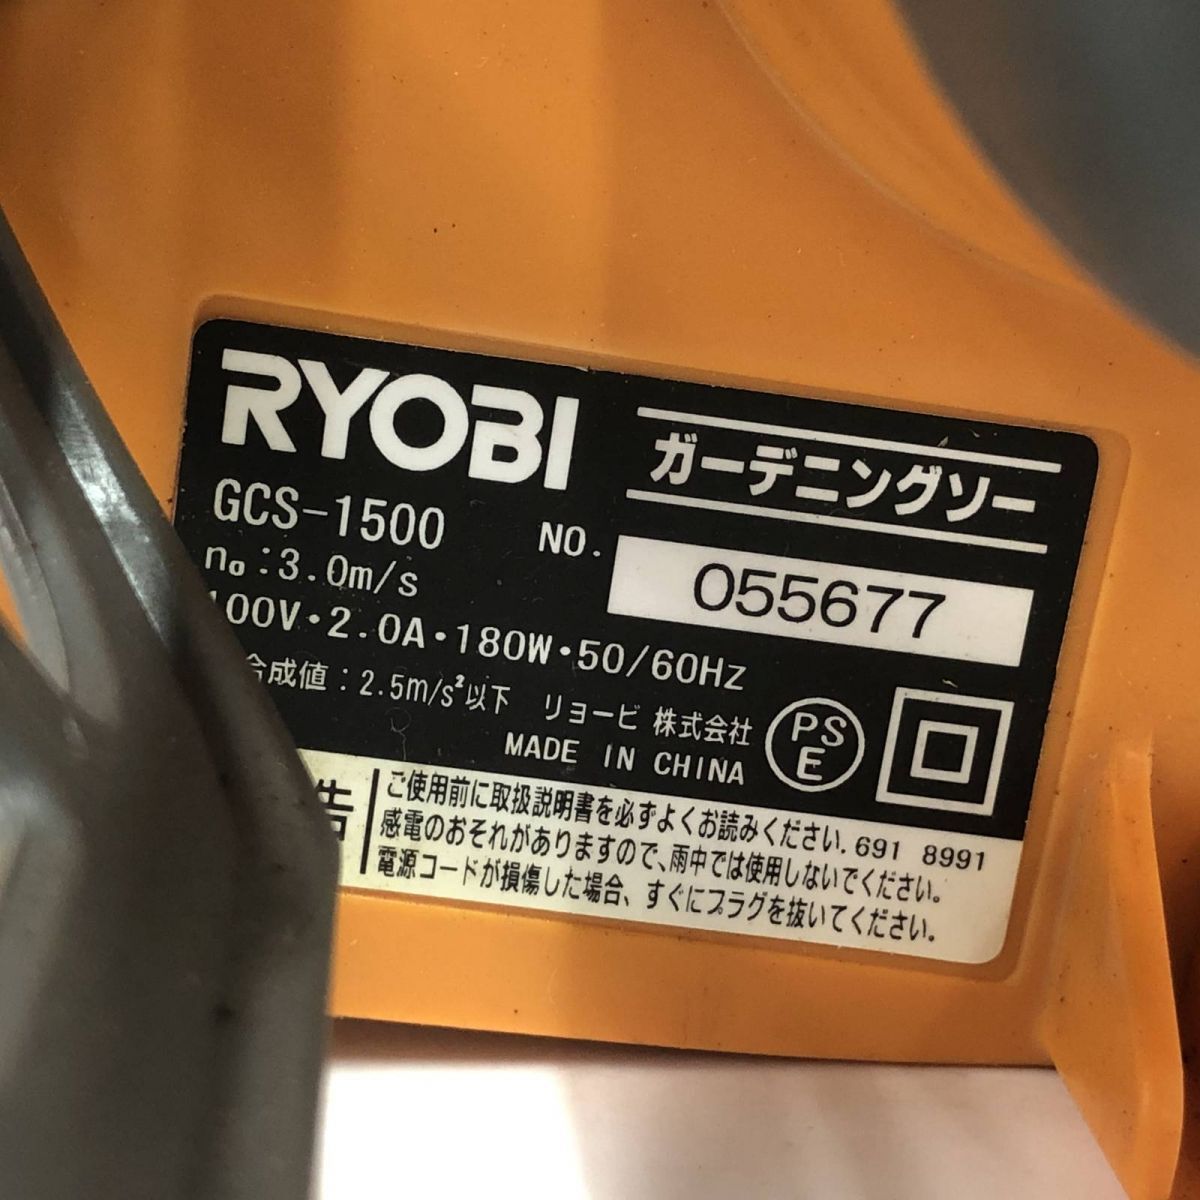 RYOBI
ガーデニングソー
GCS-1500
NO. 055677
n₀:3.0m/s
100V・2.0A・180W・50/60Hz
合成値：2.5m/s²以下 リョービ 株式会社
MADE IN CHINA
PS
E
告
ご使用前に取扱説明書を必ずよくお読みください. 691 8991
感電のおそれがありますので、雨中では使用しないでください。
電源コードが損傷した場合、すぐにプラグを抜いてください。